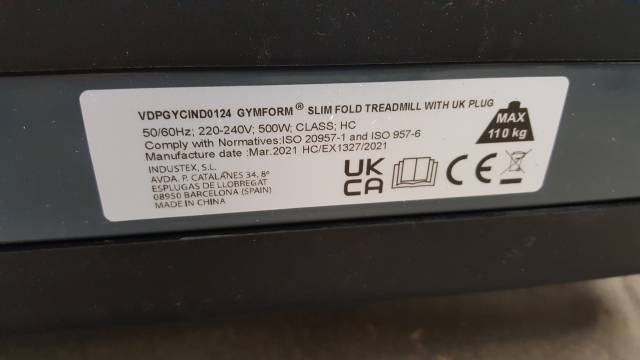 VDPGYCIND0124 GYMFORM® SLIM FOLD TREADMILL WITH UK PLUG
50/60Hz; 220-240V; 500W; CLASS; HC
Comply with Normatives:ISO 20957-1 and ISO 957-6
Manufacture date :Mar.2021 HC/EX1327/2021
INDUSTEX, S.L.
AVDA. P. CATALANES 34, 8º
ESPLUGAS DE LLOBREGAT
08950 BARCELONA (SPAIN)
MADE IN CHINA
UK
CA
CE
MAX
110 kg